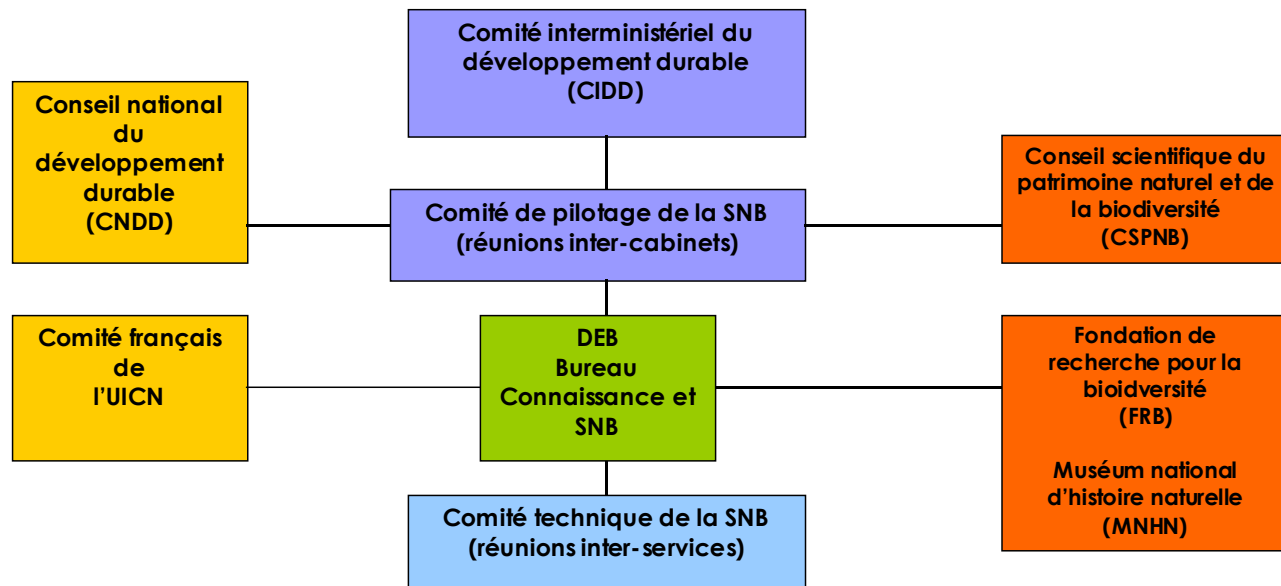 Comité interministériel du
développement durable
(CIDD)
Conseil national
du
développement
durable
(CNDD)
Conseil scientifique du
patrimoine naturel et de
la biodiversité
(CSPNB)
Comité de pilotage de la SNB
(réunions inter-cabinets)
Comité français
de
l’UICN
DEB
Bureau
Connaissance et
SNB
Fondation de
recherche pour la
bioidversité
(FRB)
Muséum national
d’histoire naturelle
(MNHN)
Comité technique de la SNB
(réunions inter-services)